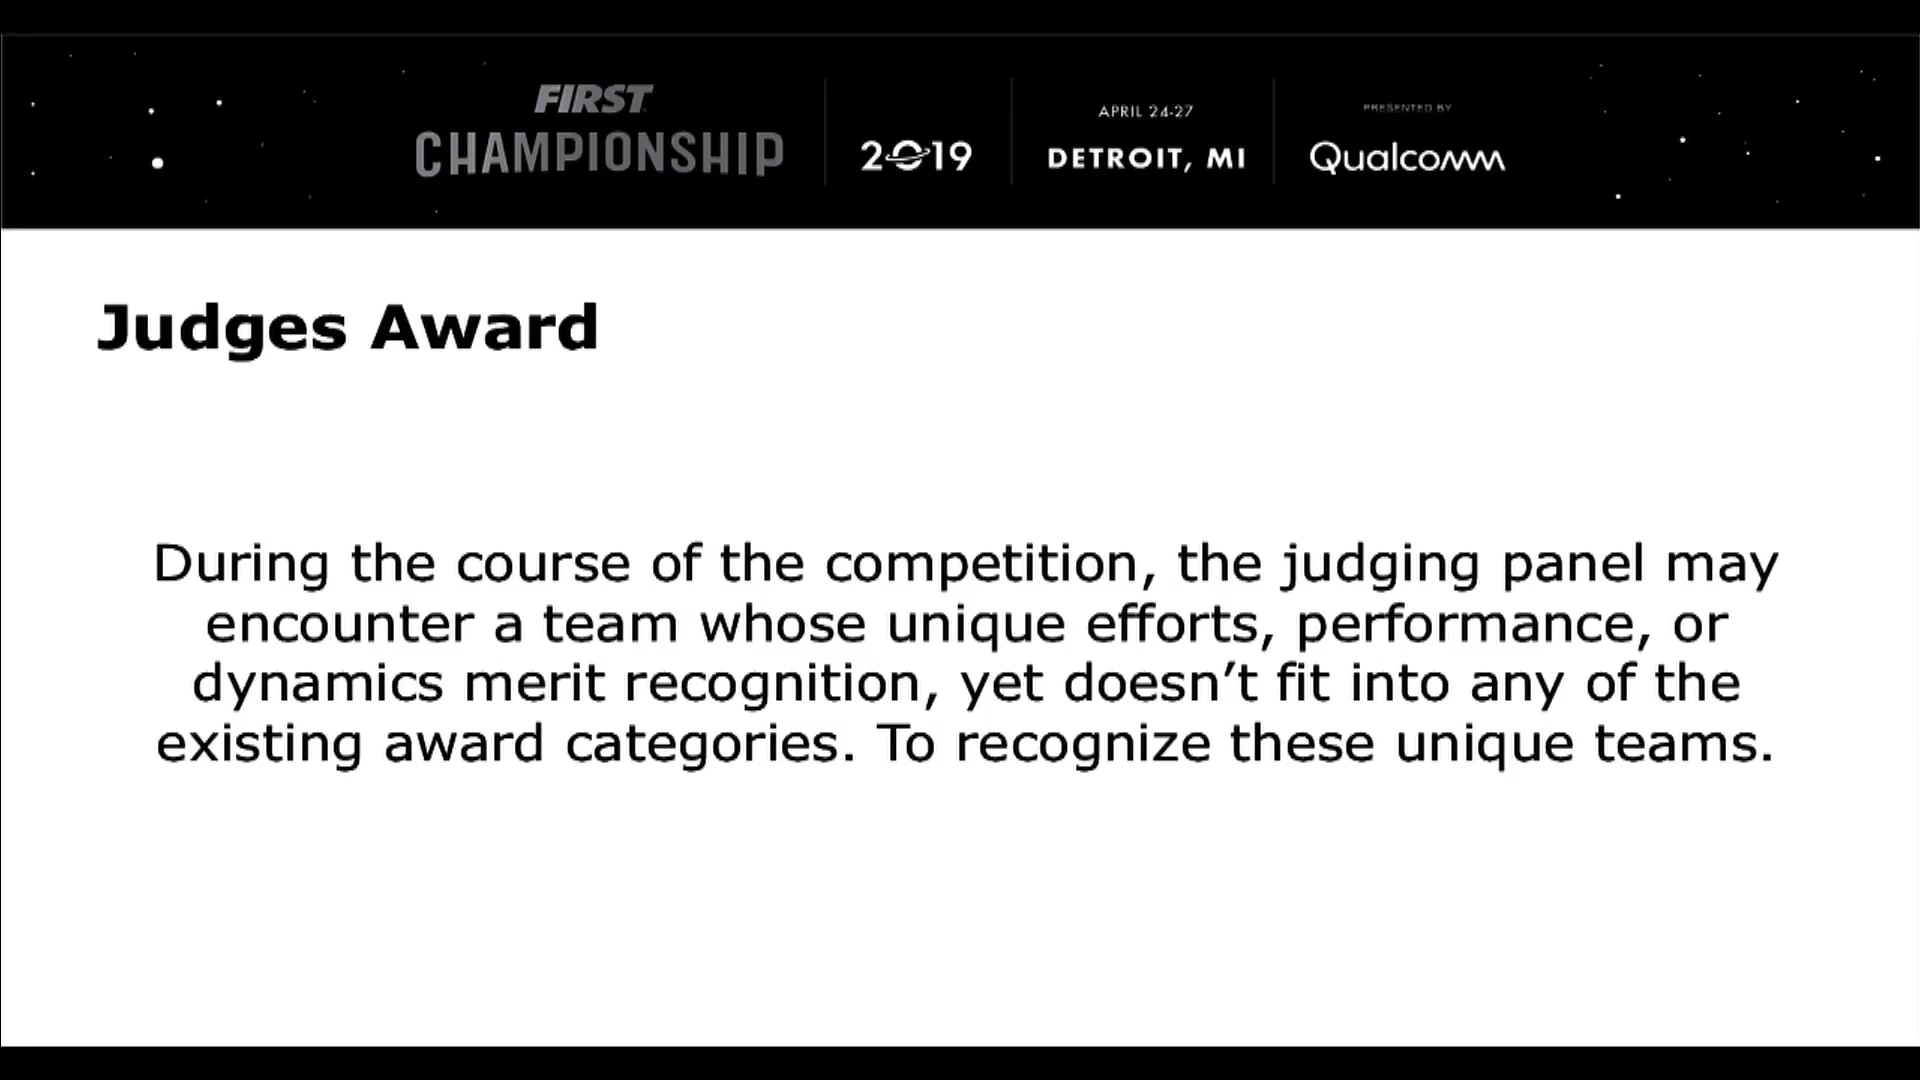 FIRST
CHAMPIONSHIP
2019
APRIL 24-27
DETROIT, MI
PRESENTED BY
Qualcomm
Judges Award
During the course of the competition, the judging panel may
encounter a team whose unique efforts, performance, or
dynamics merit recognition, yet doesn’t fit into any of the
existing award categories. To recognize these unique teams.